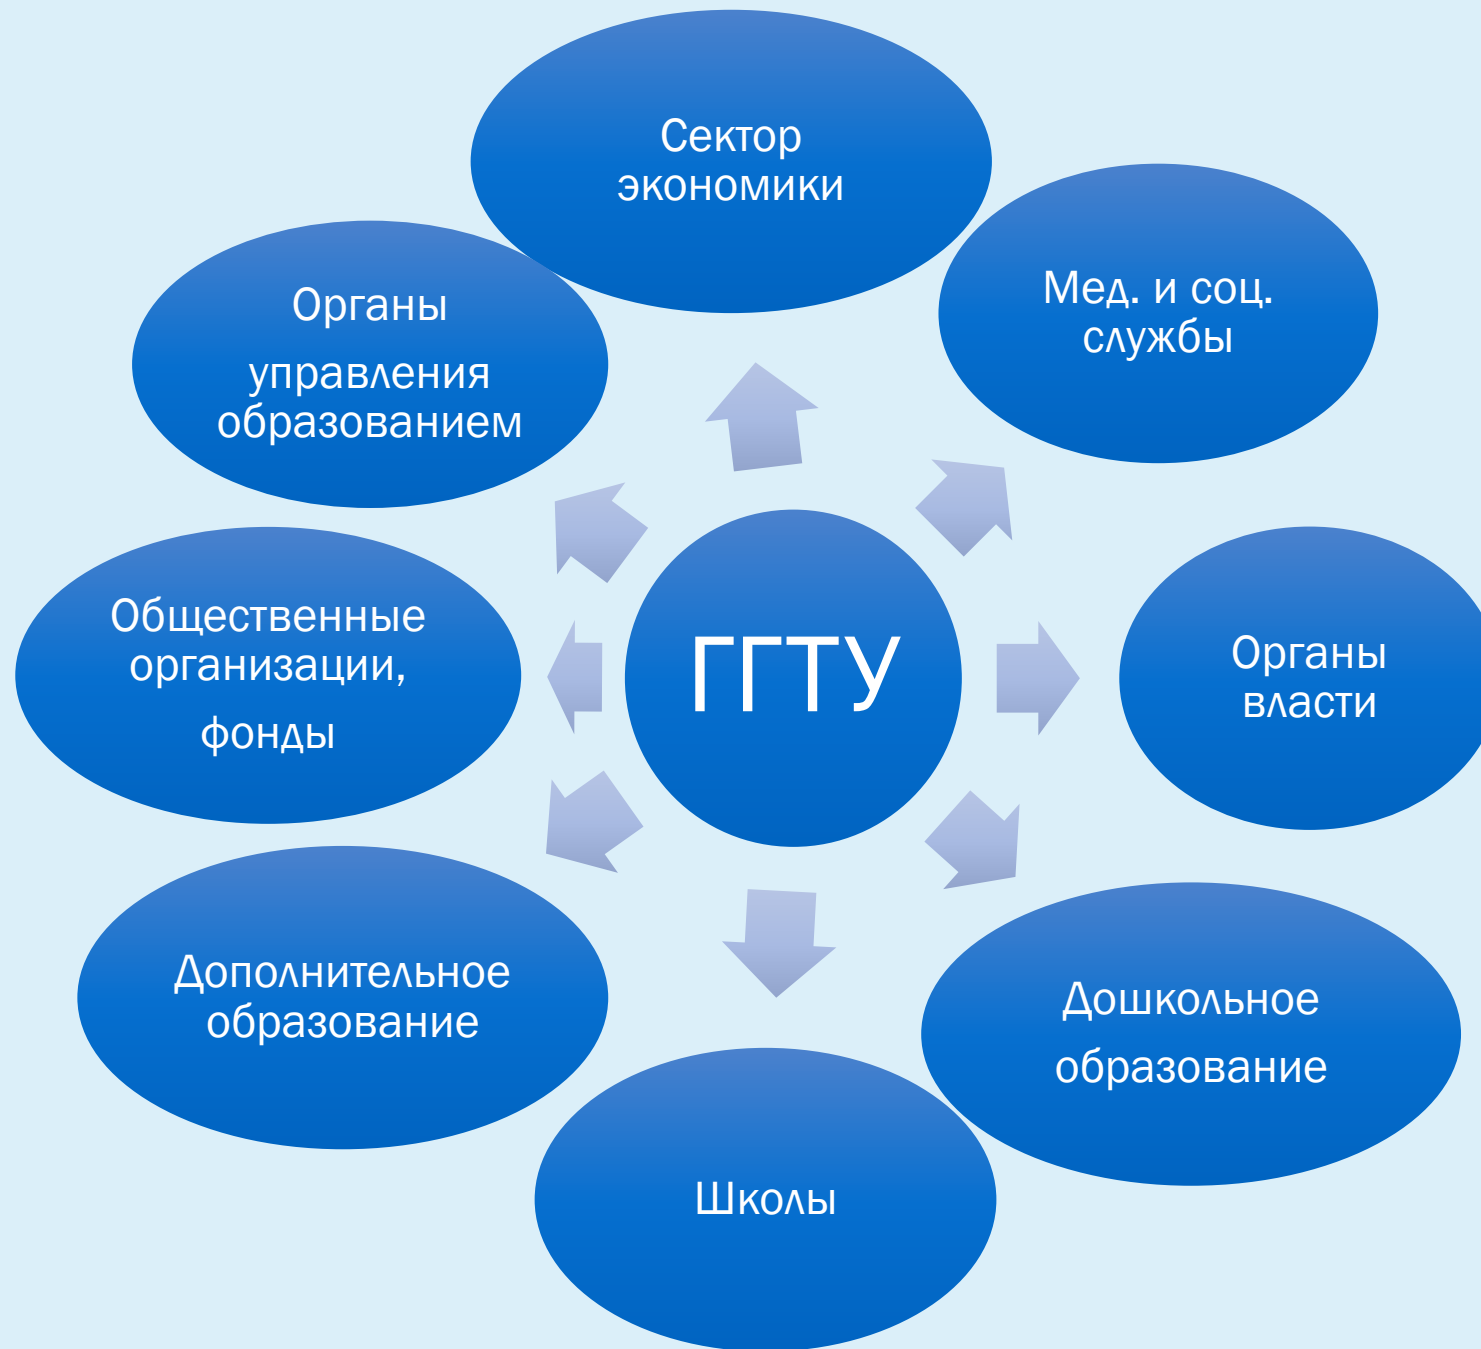 Сектор
экономики
Мед. и соц.
службы
Органы
управления
образованием
Общественные
организации,
фонды
ГГТУ
Органы
власти
Дополнительное
образование
Дошкольное
образование
Школы